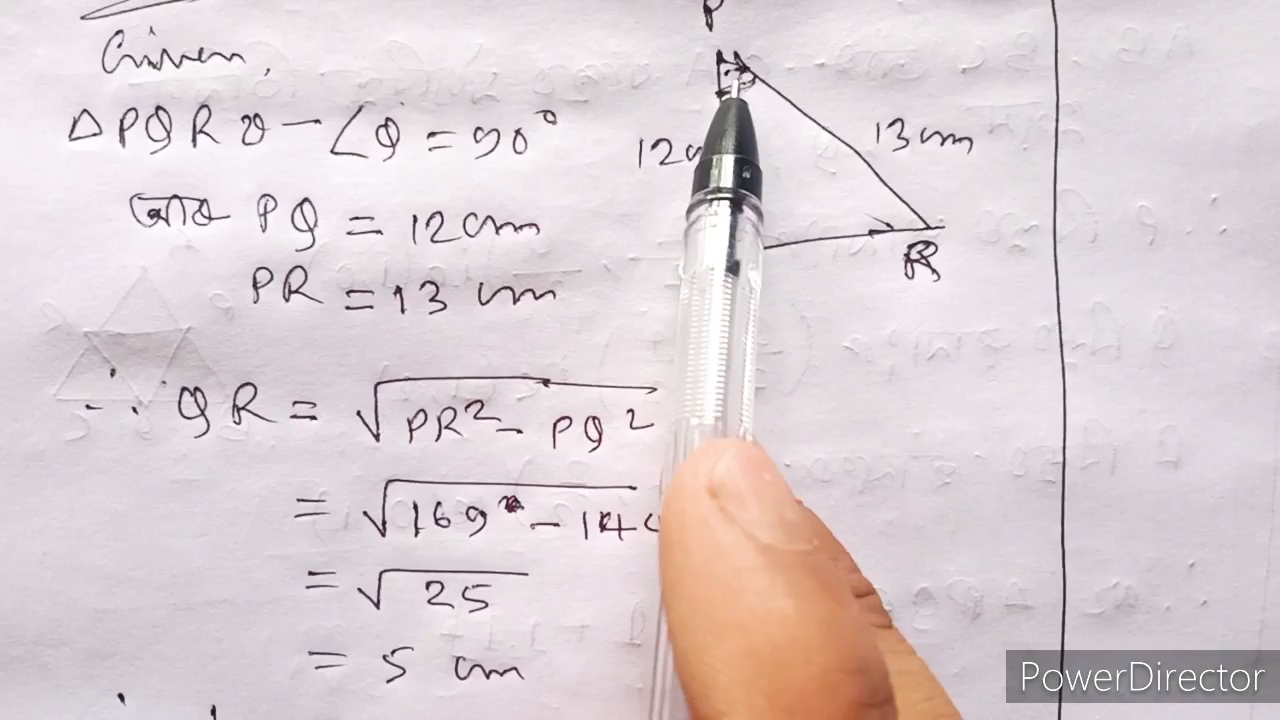 Given,
△PQR ত ∠Q = 90°
PQ = 12 cm
PR = 13 cm
∴ QR = √PR² - PQ²
= √169 - 144
= √25
= 5 cm
P
12c
13 cm
R
PowerDirector